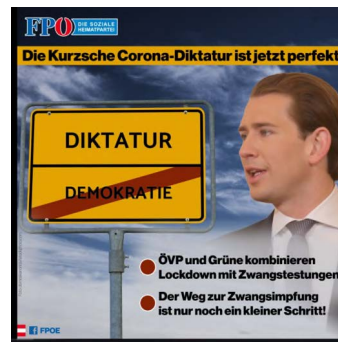 FPÖ DIE SOZIALE
HEIMATPARTEI
Die Kurzsche Corona-Diktatur ist jetzt perfekt
DIKTATUR
DEMOKRATIE
ÖVP und Grüne kombinieren
Lockdown mit Zwangstestungen
Der Weg zur Zwangsimpfung
ist nur noch ein kleiner Schritt!
f FPOE